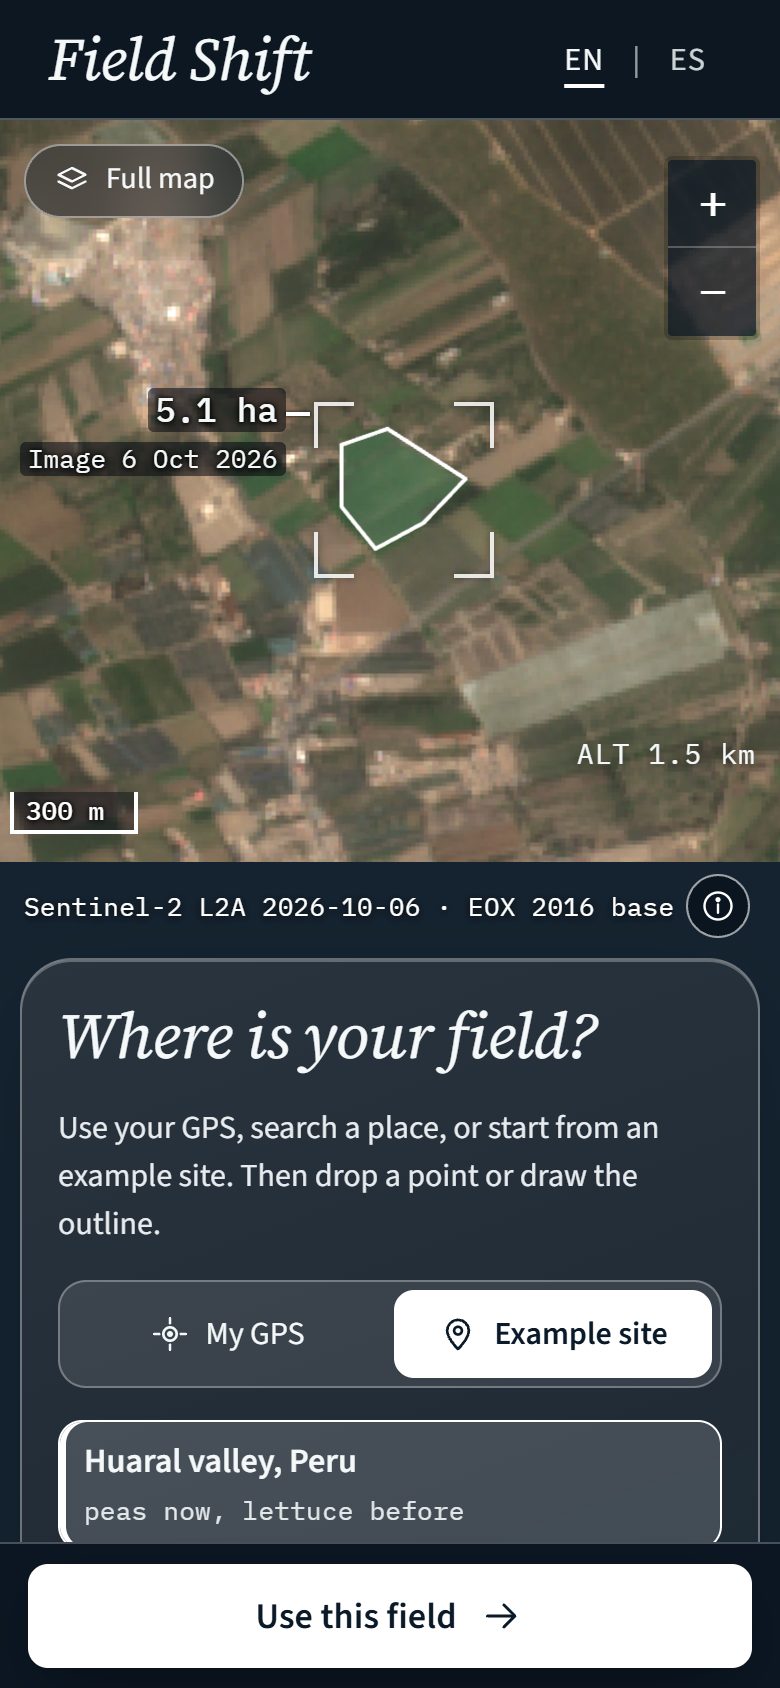 Field Shift
EN | ES
Full map
+
−
5.1 ha
Image 6 Oct 2026
ALT 1.5 km
300 m
Sentinel-2 L2A 2026-10-06 · EOX 2016 base
Where is your field?
Use your GPS, search a place, or start from an
example site. Then drop a point or draw the
outline.
My GPS
Example site
Huaral valley, Peru
peas now, lettuce before
Use this field →